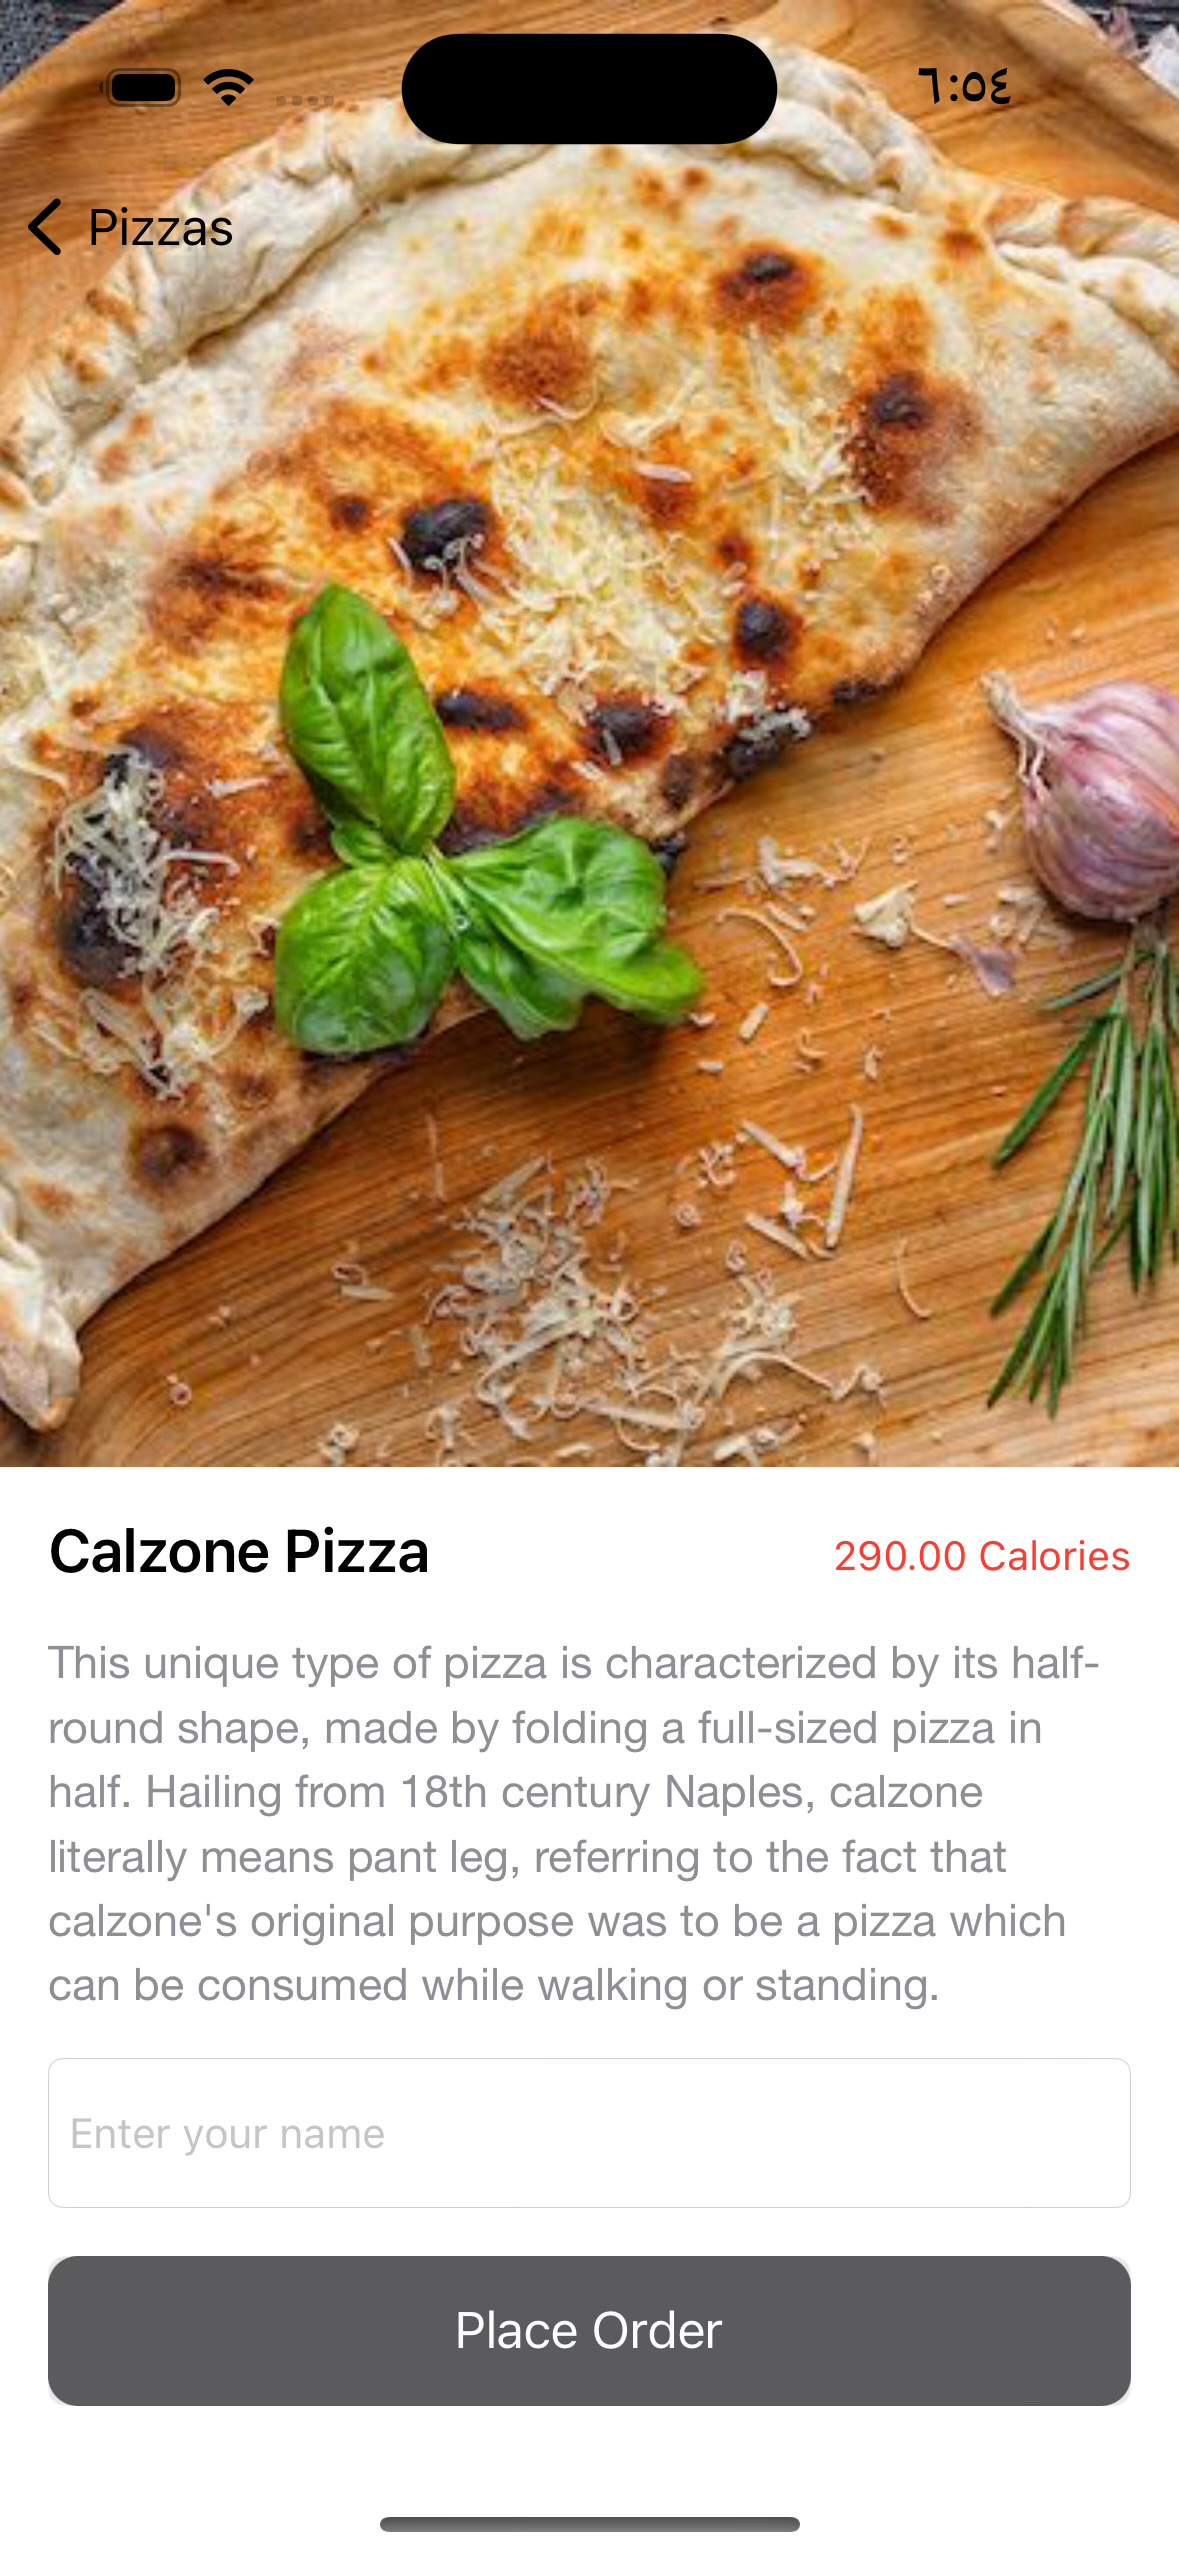 ٦:٥٤
Pizzas
Calzone Pizza
290.00 Calories
This unique type of pizza is characterized by its half-
round shape, made by folding a full-sized pizza in
half. Hailing from 18th century Naples, calzone
literally means pant leg, referring to the fact that
calzone's original purpose was to be a pizza which
can be consumed while walking or standing.
Enter your name
Place Order